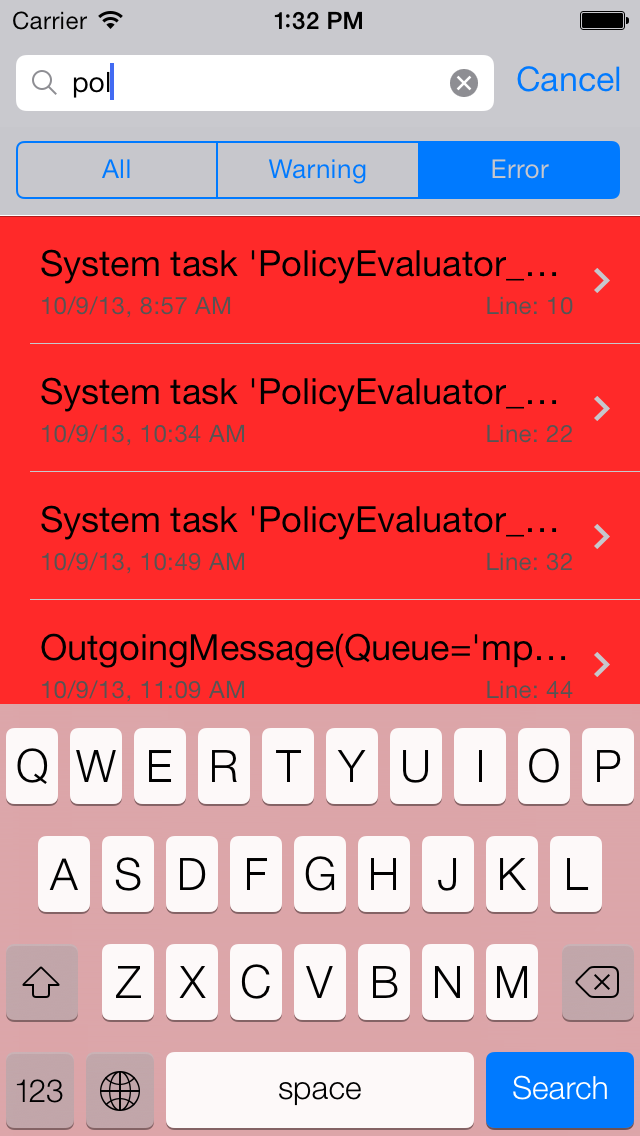 Carrier 1:32 PM
pol Cancel
All Warning Error
System task 'PolicyEvaluator_...
10/9/13, 8:57 AM Line: 10
System task 'PolicyEvaluator_...
10/9/13, 10:34 AM Line: 22
System task 'PolicyEvaluator_...
10/9/13, 10:49 AM Line: 32
OutgoingMessage(Queue='mp...
10/9/13, 11:09 AM Line: 44
Q W E R T Y U I O P
A S D F G H J K L
Z X C V B N M
123 space Search